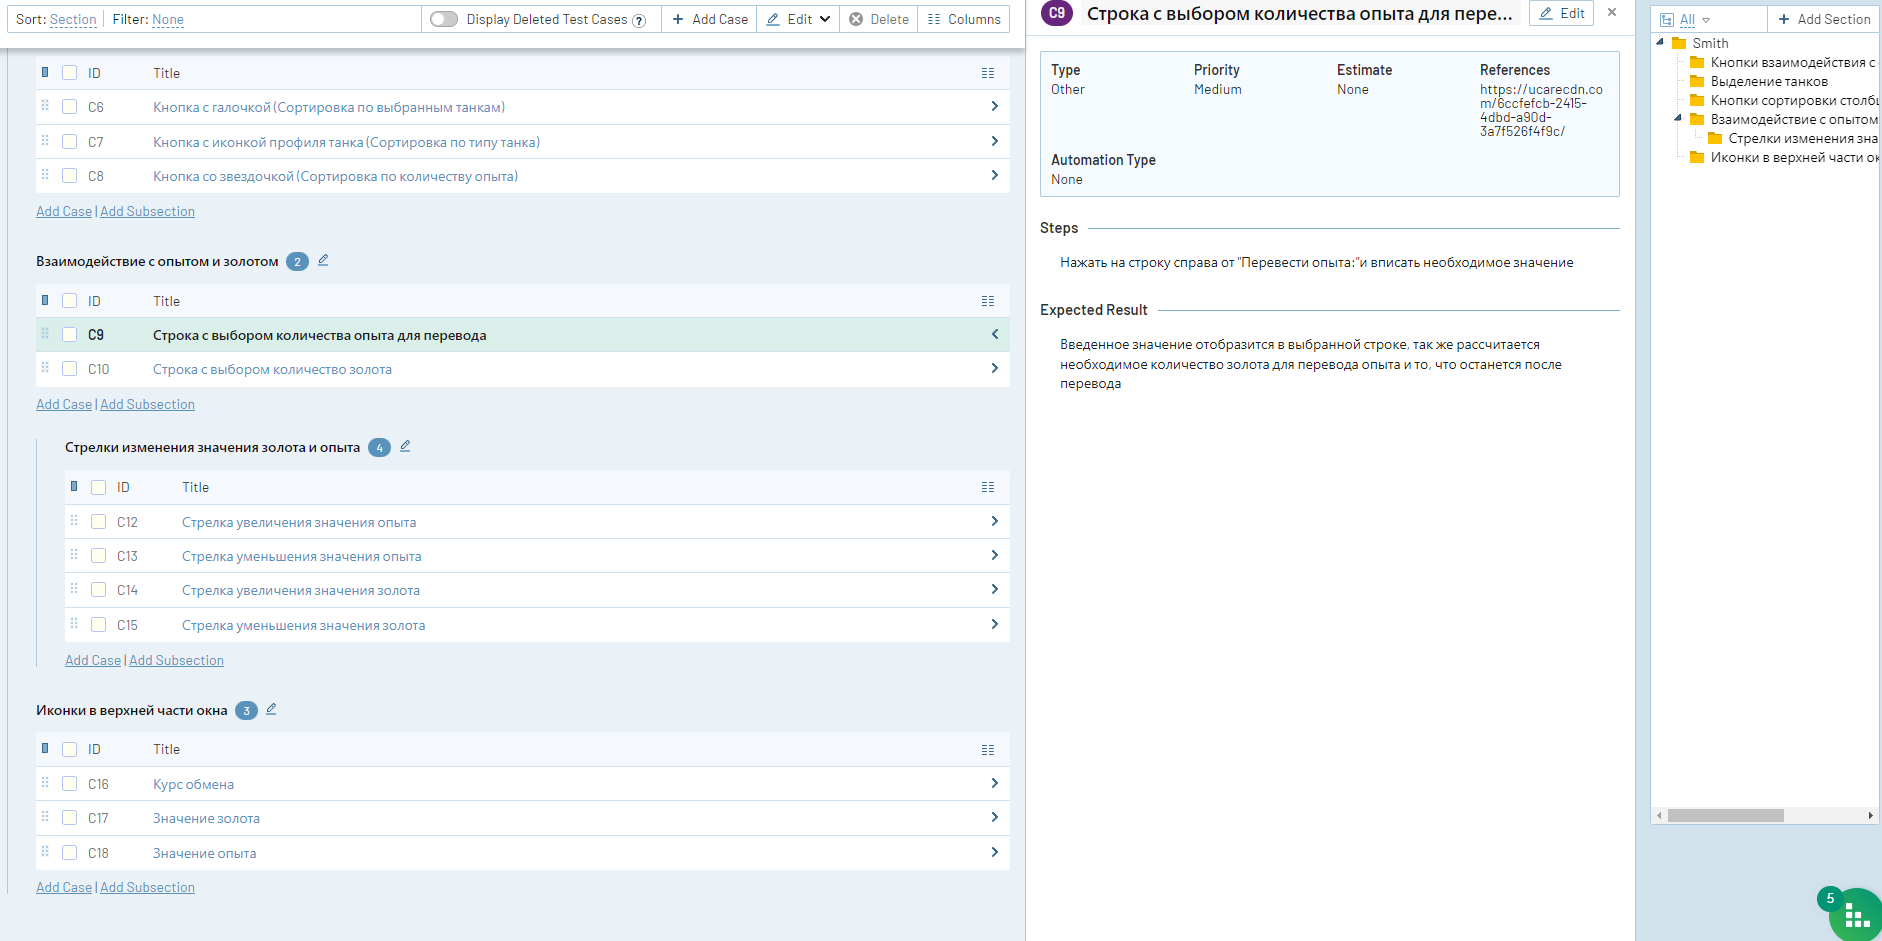 Sort: Section
Filter: None
Display Deleted Test Cases ?
+ Add Case
Edit
Delete
Columns
ID Title
C6 Кнопка с галочкой (Сортировка по выбранным танкам)
C7 Кнопка с иконкой профиля танка (Сортировка по типу танка)
C8 Кнопка со звездочкой (Сортировка по количеству опыта)
Add Case | Add Subsection
Взаимодействие с опытом и золотом 2
ID Title
C9 Строка с выбором количества опыта для перевода
C10 Строка с выбором количество золота
Add Case | Add Subsection
Стрелки изменения значения золота и опыта 4
ID Title
C12 Стрелка увеличения значения опыта
C13 Стрелка уменьшения значения опыта
C14 Стрелка увеличения значения золота
C15 Стрелка уменьшения значения золота
Add Case | Add Subsection
Иконки в верхней части окна 3
ID Title
C16 Курс обмена
C17 Значение золота
C18 Значение опыта
Add Case | Add Subsection
C9 Строка с выбором количества опыта для пере...
Edit
Type
Other
Priority
Medium
Estimate
None
References
https://ucarecdn.co
m/6ccfefcb-2415-
4dbd-a90d-
3a7f526f4f9c/
Automation Type
None
Steps
Нажать на строку справа от "Перевести опыта:"и вписать необходимое значение
Expected Result
Введенное значение отобразится в выбранной строке, так же рассчитается
необходимое количество золота для перевода опыта и то, что останется после
перевода
All
+ Add Section
Smith
Кнопки взаимодействия с
Выделение танков
Кнопки сортировки столбц
Взаимодействие с опытом
Стрелки изменения зна
Иконки в верхней части ок
5